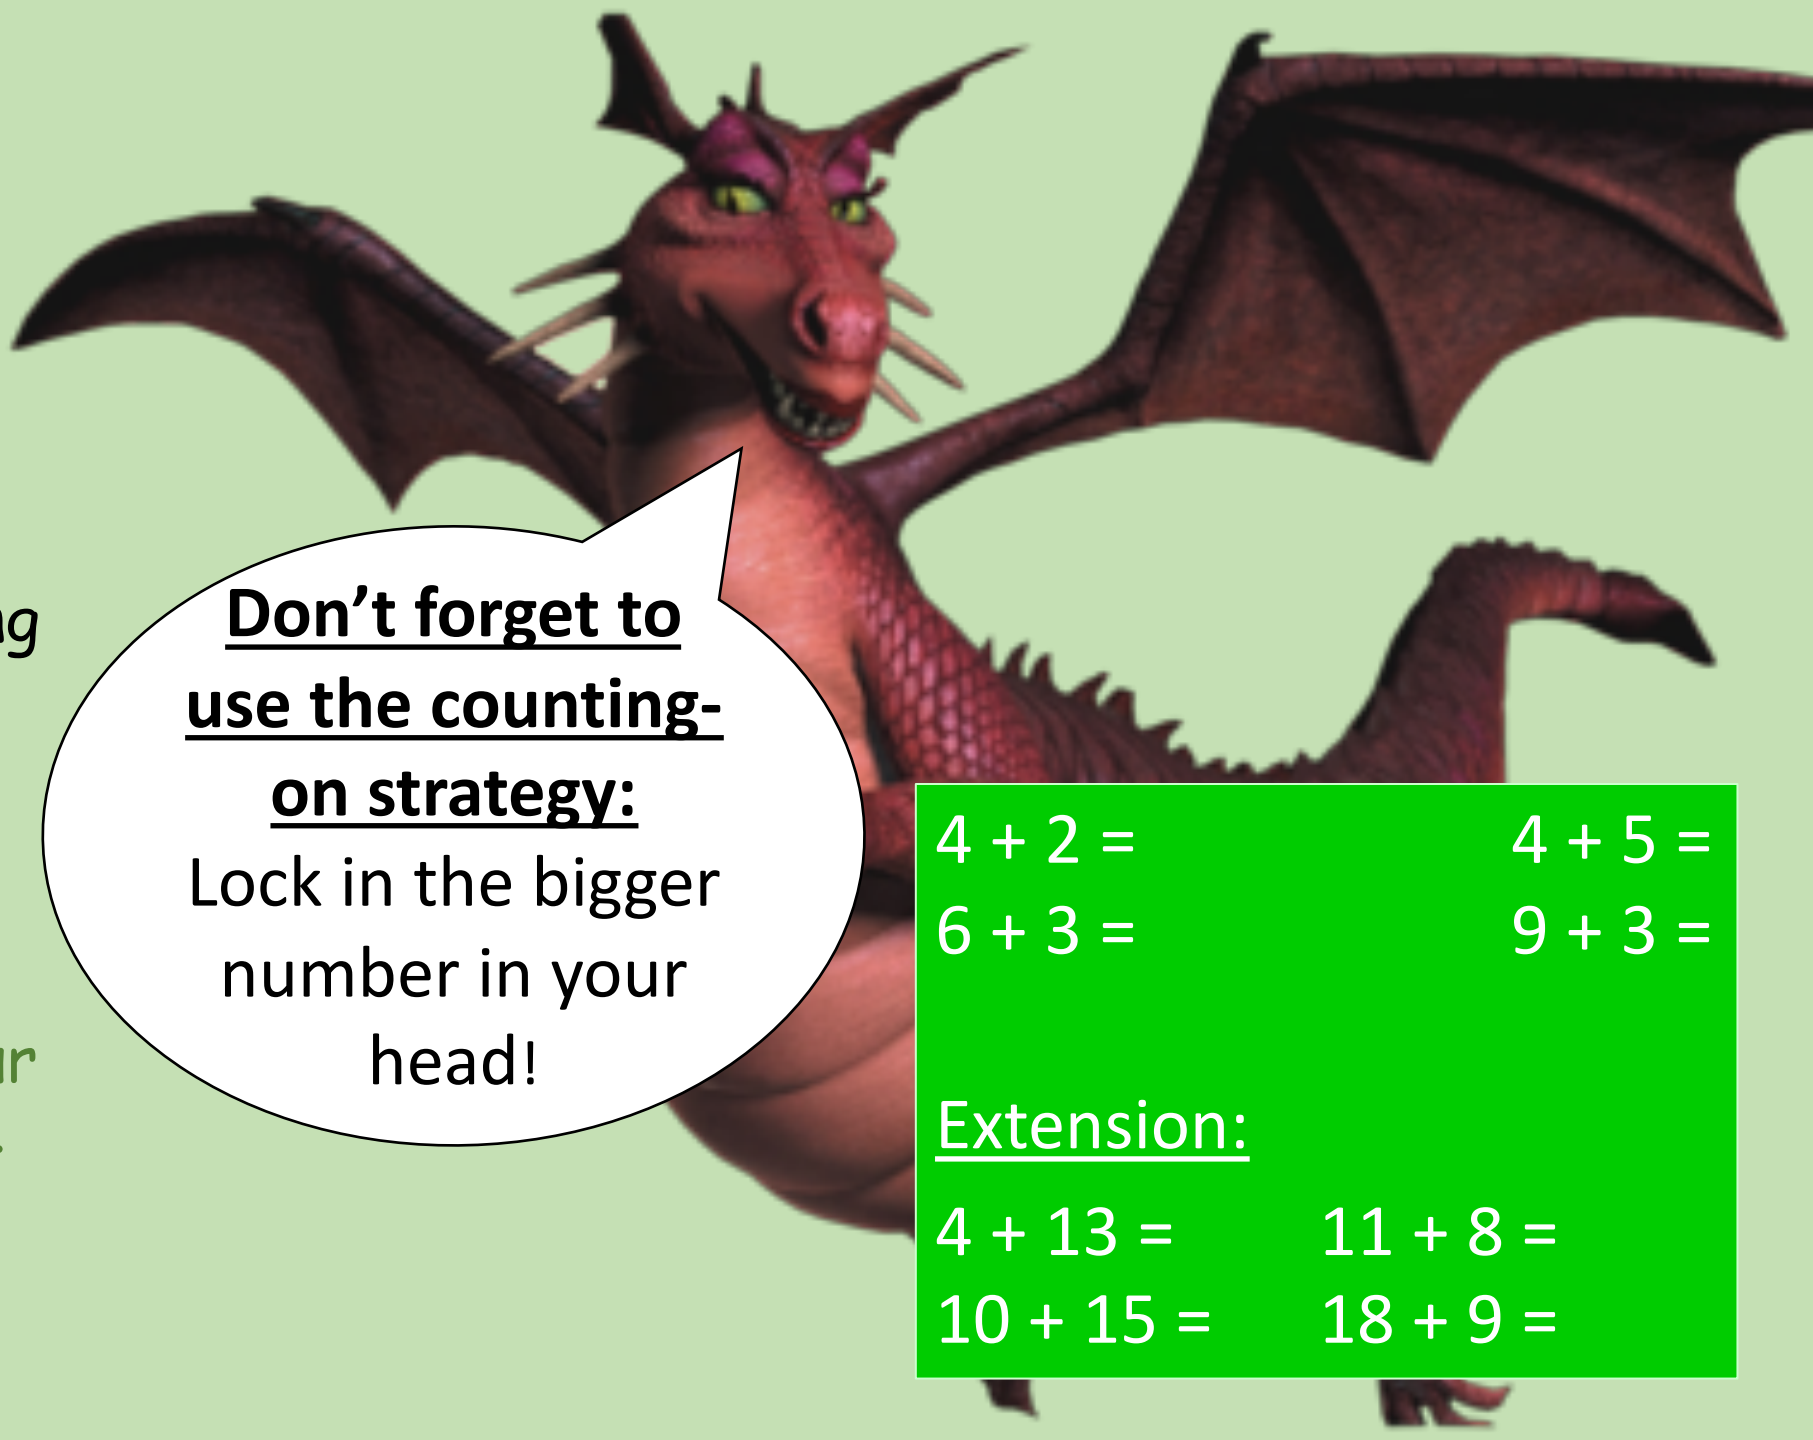 Don’t forget to
use the counting-
on strategy:
Lock in the bigger
number in your
head!
4 + 2 = 4 + 5 =
6 + 3 = 9 + 3 =
Extension:
4 + 13 = 11 + 8 =
10 + 15 = 18 + 9 =